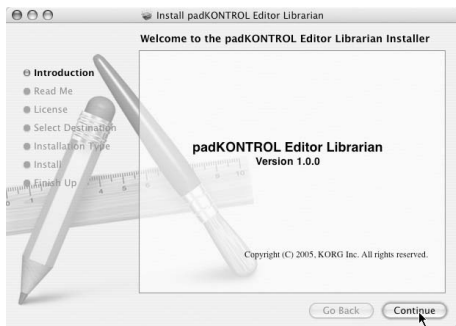 Install padKONTROL Editor Librarian
Welcome to the padKONTROL Editor Librarian Installer
Introduction
Read Me
License
Select Destination
Installation Type
Install
Finish Up
padKONTROL Editor Librarian
Version 1.0.0
Copyright (C) 2005, KORG Inc. All rights reserved.
Go Back
Continue